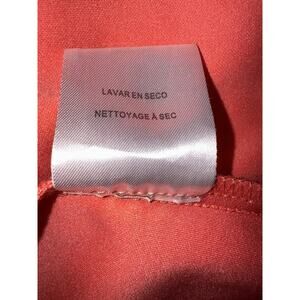 LAVAR EN SECO
NETTOYAGE À SEC